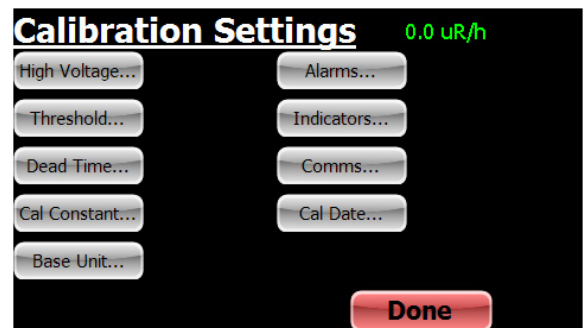 Calibration Settings 0.0 uR/h
High Voltage... Alarms...
Threshold... Indicators...
Dead Time... Comms...
Cal Constant... Cal Date...
Base Unit...
Done